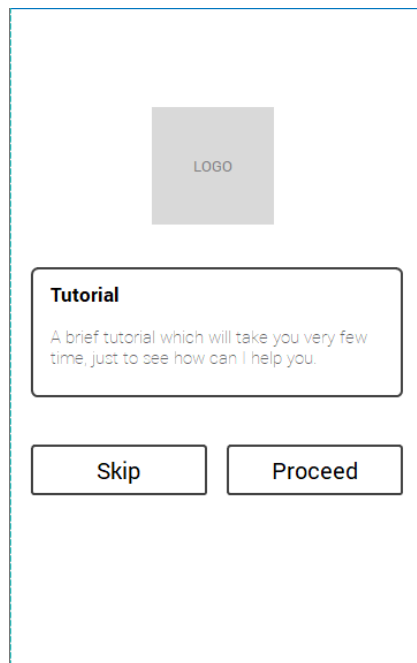 LOGO
Tutorial
A brief tutorial which will take you very few
time, just to see how can I help you.
Skip
Proceed